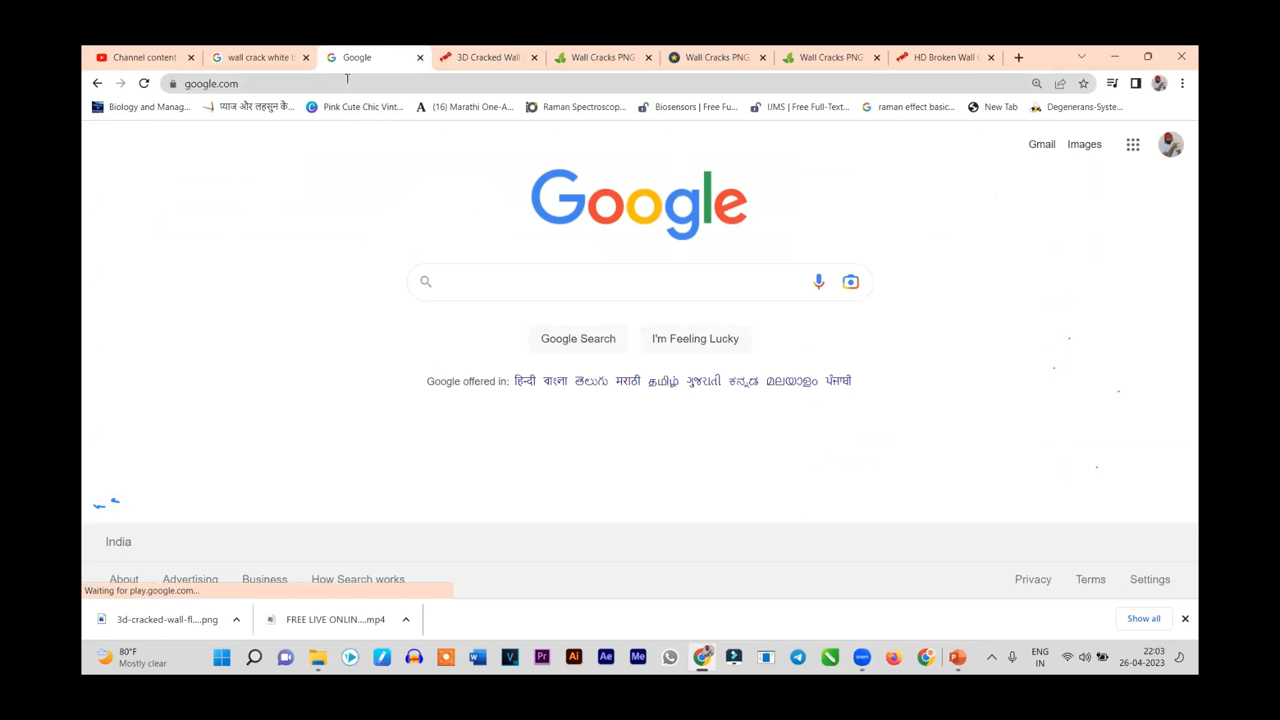 Channel content
wall crack white b
Google
3D Cracked Wall
Wall Cracks PNG
Wall Cracks PNG,
Wall Cracks PNG
HD Broken Wall C
google.com
Biology and Manag...
प्याज और तहसून के...
Pink Cute Chic Vint...
(16) Marathi One-A...
Raman Spectroscop...
Biosensors | Free Fu...
IJMS | Free Full-Text...
raman effect basic...
New Tab
Degenerans-Syste...
Gmail Images
Google
Google Search I'm Feeling Lucky
Google offered in: हिन्दी বাংলা తెలుగు मराठी தமிழ் ગુજરાતી ಕನ್ನಡ മലയാളം ਪੰਜਾਬੀ
India
About Advertising Business How Search works
Privacy Terms Settings
Waiting for play.google.com...
3d-cracked-wall-fl....png
FREE LIVE ONLIN....mp4
Show all
80°F
Mostly clear
ENG
IN
22:03
26-04-2023